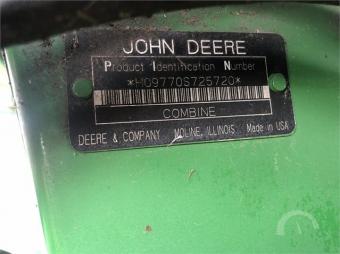 JOHN DEERE
Product Identification Number
*H09770S725720*
COMBINE
DEERE & COMPANY MOLINE, ILLINOIS Made in USA